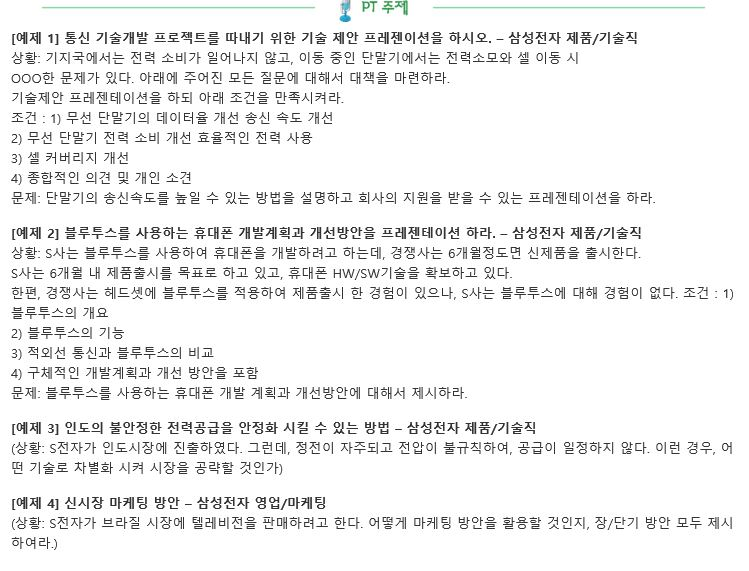 PT 주제
[예제 1] 통신 기술개발 프로젝트를 따내기 위한 기술 제안 프레젠이션을 하시오. – 삼성전자 제품/기술직
상황: 기지국에서는 전력 소비가 일어나지 않고, 이동 중인 단말기에서는 전력소모와 셀 이동 시
OOO한 문제가 있다. 아래에 주어진 모든 질문에 대해서 대책을 마련하라.
기술제안 프레젠테이션을 하되 아래 조건을 만족시켜라.
조건 : 1) 무선 단말기의 데이터율 개선 송신 속도 개선
2) 무선 단말기 전력 소비 개선 효율적인 전력 사용
3) 셀 커버리지 개선
4) 종합적인 의견 및 개인 소견
문제: 단말기의 송신속도를 높일 수 있는 방법을 설명하고 회사의 지원을 받을 수 있는 프레젠테이션을 하라.
[예제 2] 블루투스를 사용하는 휴대폰 개발계획과 개선방안을 프레젠테이션 하라. – 삼성전자 제품/기술직
상황: S사는 블루투스를 사용하여 휴대폰을 개발하려고 하는데, 경쟁사는 6개월정도면 신제품을 출시한다.
S사는 6개월 내 제품출시를 목표로 하고 있고, 휴대폰 HW/SW기술을 확보하고 있다.
한편, 경쟁사는 헤드셋에 블루투스를 적용하여 제품출시 한 경험이 있으나, S사는 블루투스에 대해 경험이 없다. 조건 : 1)
블루투스의 개요
2) 블루투스의 기능
3) 적외선 통신과 블루투스의 비교
4) 구체적인 개발계획과 개선 방안을 포함
문제: 블루투스를 사용하는 휴대폰 개발 계획과 개선방안에 대해서 제시하라.
[예제 3] 인도의 불안정한 전력공급을 안정화 시킬 수 있는 방법 – 삼성전자 제품/기술직
(상황: S전자가 인도시장에 진출하였다. 그런데, 정전이 자주되고 전압이 불규칙하여, 공급이 일정하지 않다. 이런 경우, 어
떤 기술로 차별화 시켜 시장을 공략할 것인가)
[예제 4] 신시장 마케팅 방안 – 삼성전자 영업/마케팅
(상황: S전자가 브라질 시장에 텔레비전을 판매하려고 한다. 어떻게 마케팅 방안을 활용할 것인지, 장/단기 방안 모두 제시
하여라.)